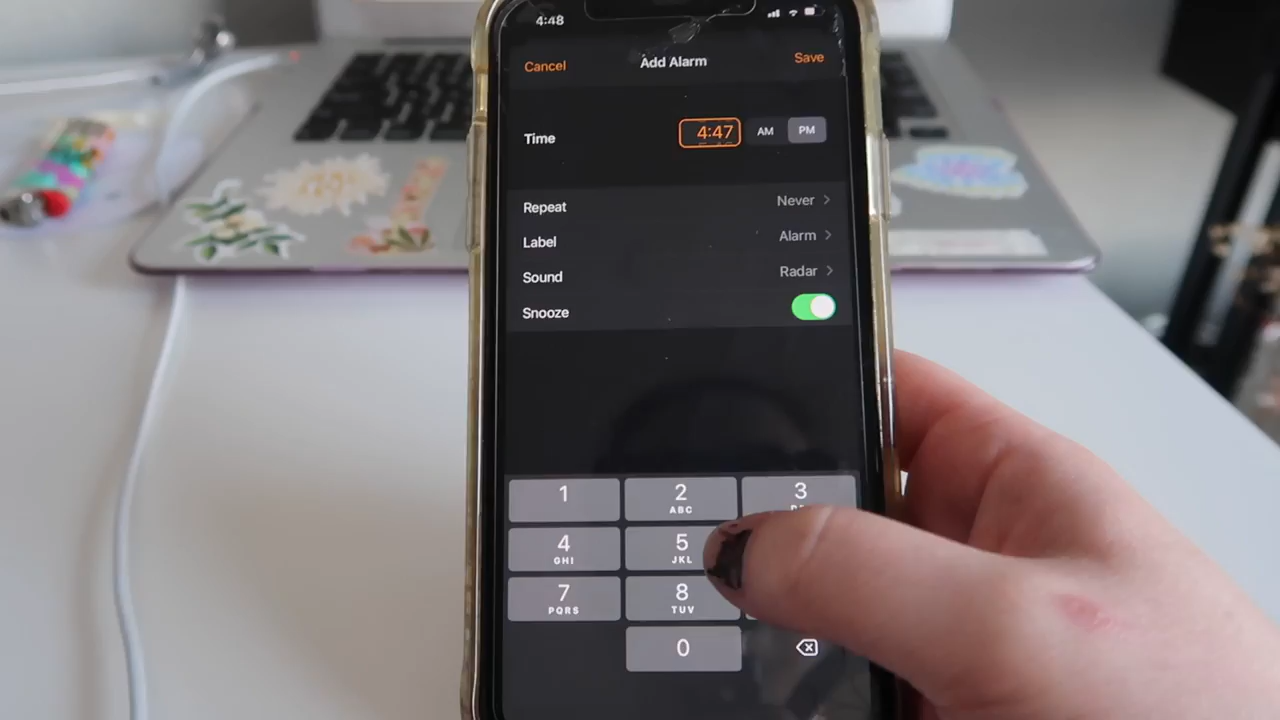 4:48
Cancel Add Alarm Save
Time 4:47 AM PM
Repeat Never
Label Alarm
Sound Radar
Snooze
1 2 3
ABC
4 5
GHI JKL
7 8
PQRS TUV
0